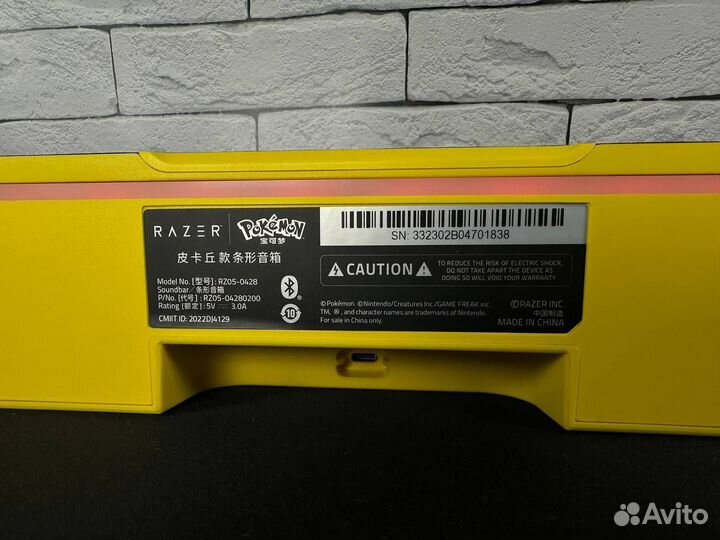 RAZER
POKéMON
宝可梦
皮卡丘款条形音箱
Model No. [型号]: RZ05-0428
Soundbar/条形音箱
P/No. [代号]: RZ05-04280200
Rating [额定]: 5V ⎓ 3.0A
CMIIT ID: 2022DJ4129
10
SN: 332302B04701838
CAUTION
TO REDUCE THE RISK OF ELECTRIC SHOCK,
DO NOT TAKE APART THE DEVICE AS
DOING SO WILL VOID YOUR WARRANTY
©Pokémon. ©Nintendo/Creatures Inc./GAME FREAK inc.
TM, ®, and character names are trademarks of Nintendo.
For sale in China only.
©RAZER INC.
中国制造
MADE IN CHINA
Avito